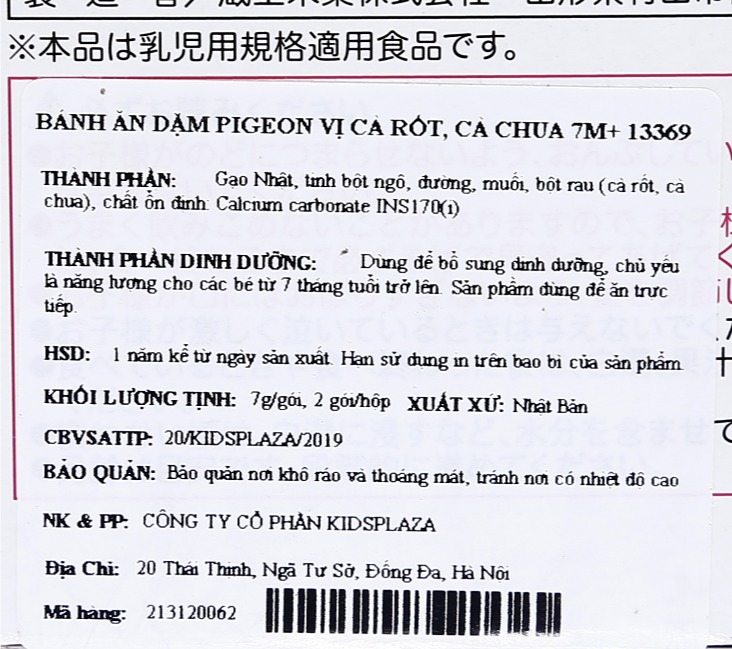 ※本品は乳児用規格適用食品です。
BÁNH ĂN DẶM PIGEON VỊ CÀ RỐT, CÀ CHUA 7M+ 13369
THÀNH PHẦN: Gạo Nhật, tinh bột ngô, đường, muối, bột rau (cà rốt, cà
chua), chất ổn định: Calcium carbonate INS170(i)
THÀNH PHẦN DINH DƯỠNG: Dùng để bổ sung dinh dưỡng, chủ yếu
là năng lượng cho các bé từ 7 tháng tuổi trở lên. Sản phẩm dùng để ăn trực
tiếp.
HSD: 1 năm kể từ ngày sản xuất. Hạn sử dụng in trên bao bì của sản phẩm.
KHỐI LƯỢNG TỊNH: 7g/gói, 2 gói/hộp XUẤT XỨ: Nhật Bản
CBVSATTP: 20/KIDSPLAZA/2019
BẢO QUẢN: Bảo quản nơi khô ráo và thoáng mát, tránh nơi có nhiệt độ cao
NK & PP: CÔNG TY CỔ PHẦN KIDSPLAZA
Địa Chỉ: 20 Thái Thịnh, Ngã Tư Sở, Đống Đa, Hà Nội
Mã hàng: 213120062